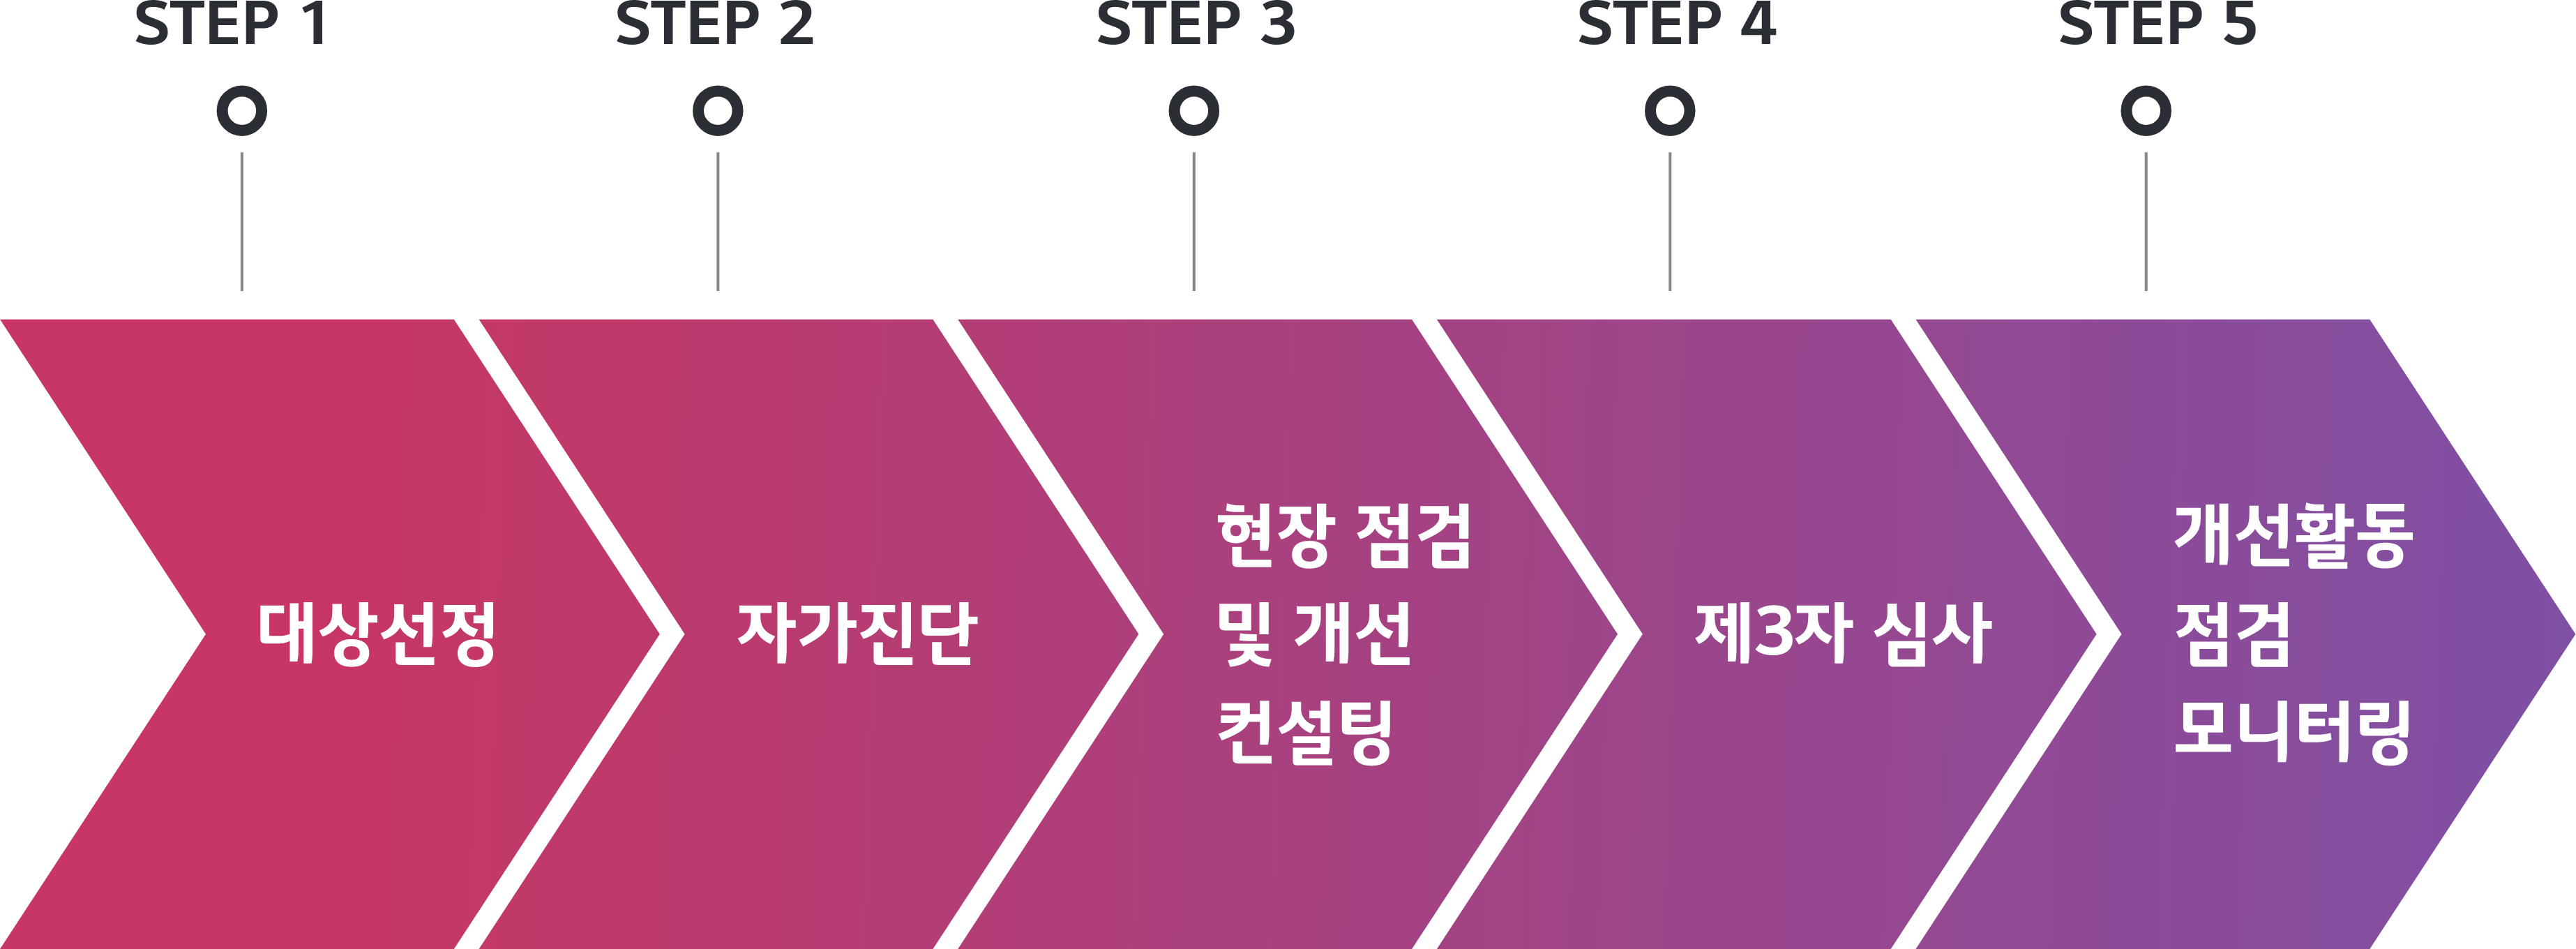 STEP 1
STEP 2
STEP 3
STEP 4
STEP 5
대상선정
자가진단
현장 점검
및 개선
컨설팅
제3자 심사
개선활동
점검
모니터링